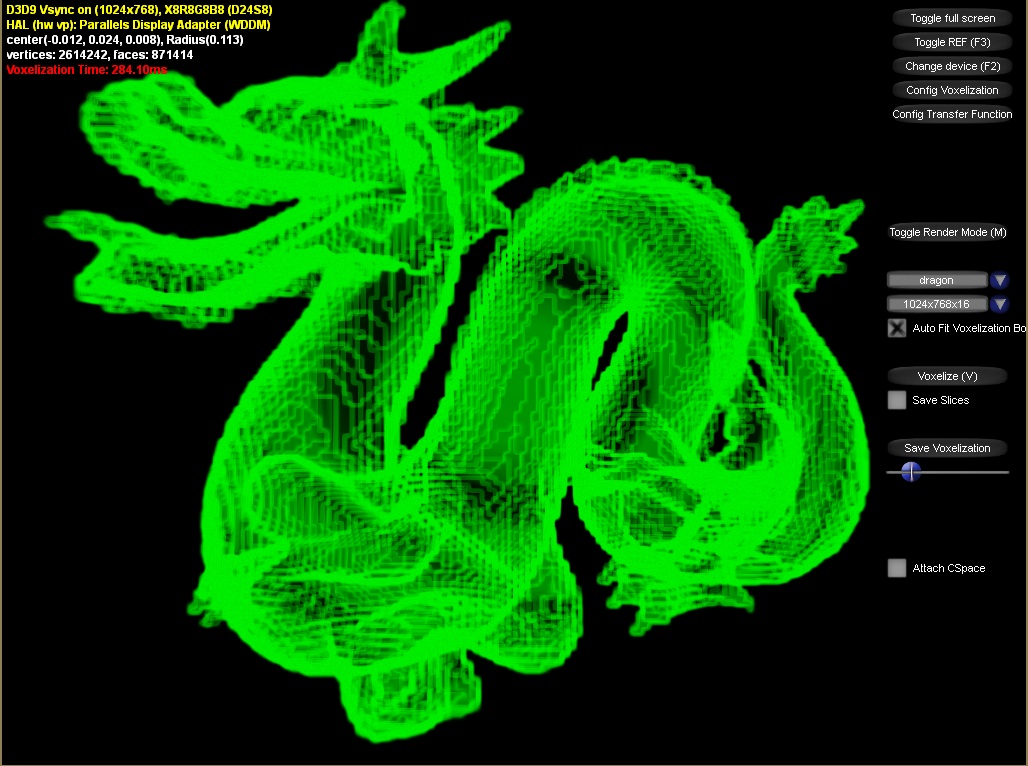 D3D9 Vsync on (1024x768), X8R8G8B8 (D24S8)
HAL (hw vp): Parallels Display Adapter (WDDM)
center(-0.012, 0.024, 0.008), Radius(0.113)
vertices: 2614242, faces: 871414
Voxelization Time: 284.10ms
Toggle full screen
Toggle REF (F3)
Change device (F2)
Config Voxelization
Config Transfer Function
Toggle Render Mode (M)
dragon
1024x768x16
Auto Fit Voxelization Bo
Voxelize (V)
Save Slices
Save Voxelization
Attach CSpace